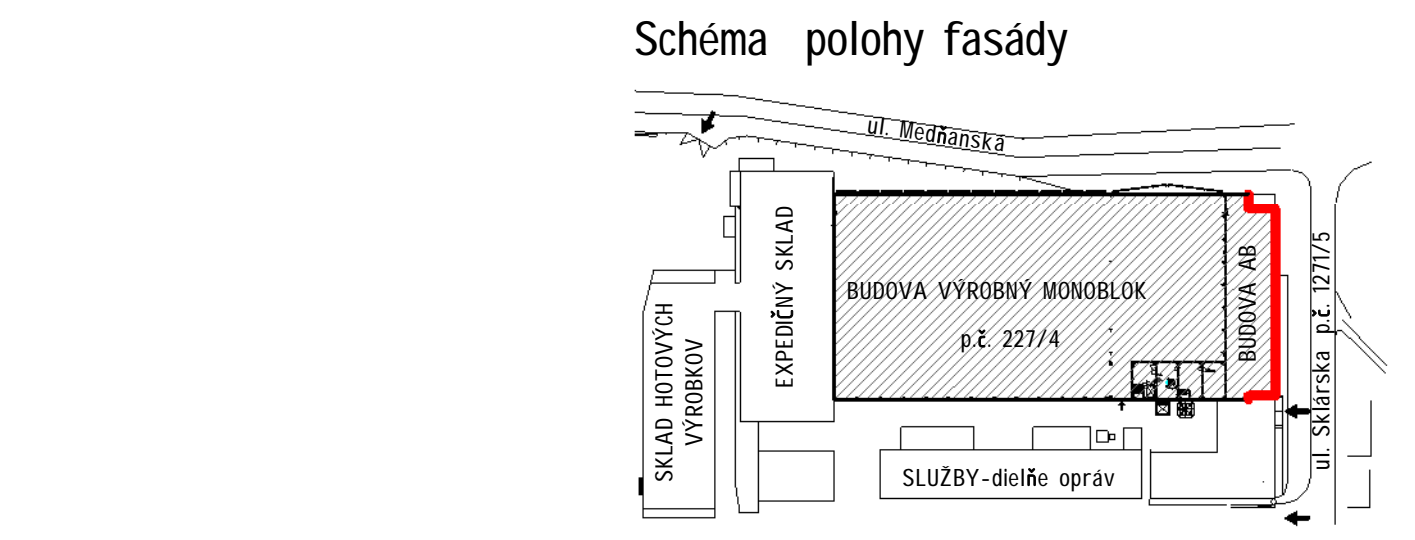 Schéma polohy fasády
ul. Medňanská
EXPEDIČNÝ SKLAD
BUDOVA VÝROBNÝ MONOBLOK
p.č. 227/4
BUDOVA AB
ul. Sklárska p.č. 1271/5
SKLAD HOTOVÝCH
VÝROBKOV
SLUŽBY-dielňe opráv